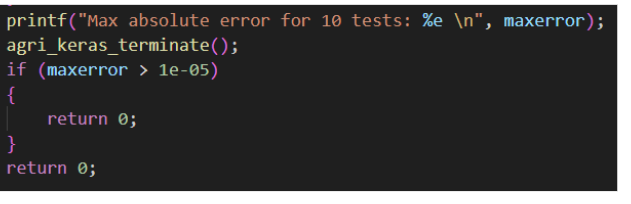 printf("Max absolute error for 10 tests: %e \n", maxerror);
agri_keras_terminate();
if (maxerror > 1e-05)
{
    return 0;
}
return 0;